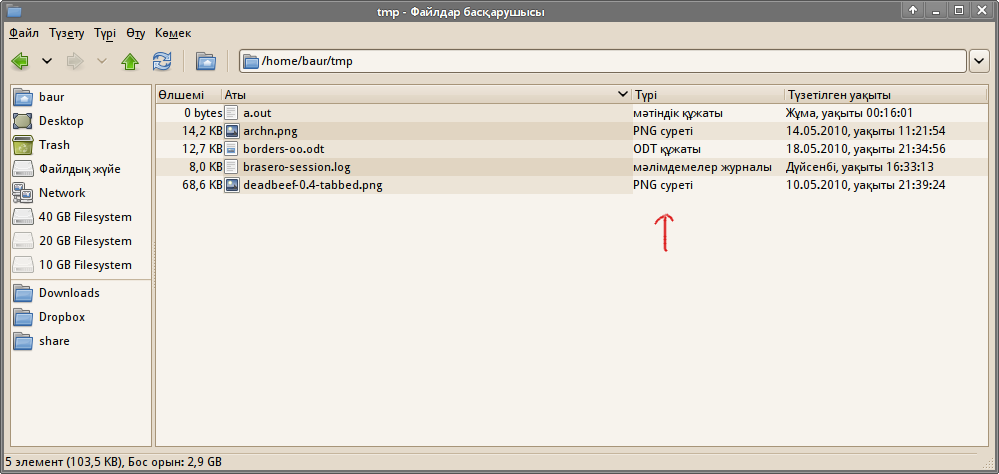 tmp - Файлдар басқарушысы
Файл Түзету Түрі Өту Көмек
/home/baur/tmp
baur
Desktop
Trash
Файлдық жүйе
Network
40 GB Filesystem
20 GB Filesystem
10 GB Filesystem
Downloads
Dropbox
share
Өлшемі Аты Түрі Түзетілген уақыты
0 bytes a.out мәтіндік құжаты Жұма, уақыты 00:16:01
14,2 KB archn.png PNG суреті 14.05.2010, уақыты 11:21:54
12,7 KB borders-oo.odt ODT құжаты 18.05.2010, уақыты 21:34:56
8,0 KB brasero-session.log мәлімдемелер журналы Дүйсенбі, уақыты 16:33:13
68,6 KB deadbeef-0.4-tabbed.png PNG суреті 10.05.2010, уақыты 21:39:24
5 элемент (103,5 KB), Бос орын: 2,9 GB